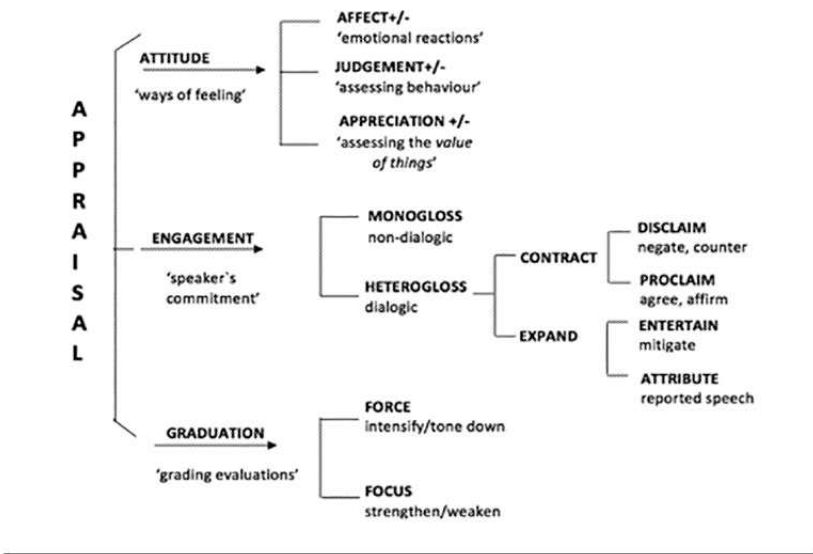 APPRAISAL
ATTITUDE
‘ways of feeling’
AFFECT+/-
‘emotional reactions’
JUDGEMENT+/-
‘assessing behaviour’
APPRECIATION +/-
‘assessing the value
of things’
ENGAGEMENT
‘speaker`s
commitment’
MONOGLOSS
non-dialogic
HETEROGLOSS
dialogic
CONTRACT
DISCLAIM
negate, counter
PROCLAIM
agree, affirm
EXPAND
ENTERTAIN
mitigate
ATTRIBUTE
reported speech
GRADUATION
‘grading evaluations’
FORCE
intensify/tone down
FOCUS
strengthen/weaken